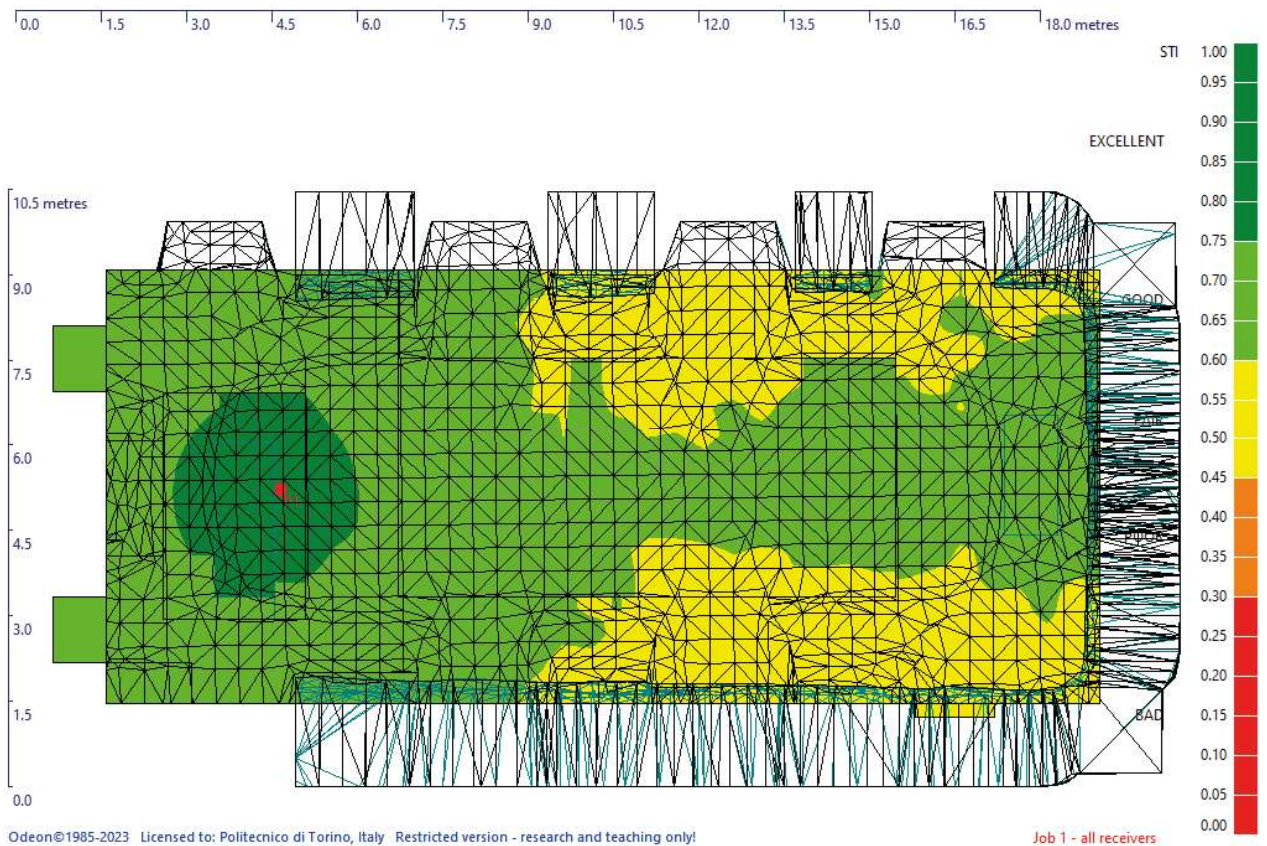 0.0 1.5 3.0 4.5 6.0 7.5 9.0 10.5 12.0 13.5 15.0 16.5 18.0 metres
STI 1.00
0.95
0.90
EXCELLENT
0.85
0.80
10.5 metres
0.75
0.70
9.0
GOOD
0.65
0.60
7.5
0.55
FAIR
0.50
6.0
0.45
0.40
4.5
POOR
0.35
0.30
3.0
0.25
0.20
1.5
BAD
0.15
0.10
0.0
0.05
0.00
Odeon©1985-2023 Licensed to: Politecnico di Torino, Italy Restricted version - research and teaching only!
Job 1 - all receivers